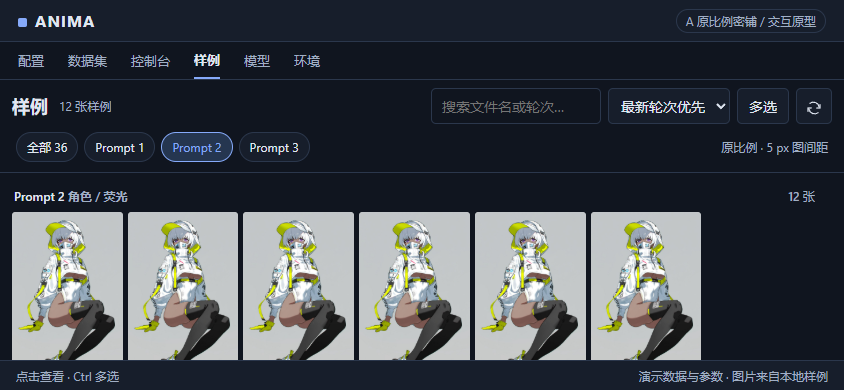 ANIMA
A 原比例密铺 / 交互原型
配置 数据集 控制台 样例 模型 环境
样例 12 张样例 搜索文件名或轮次... 最新轮次优先 多选
全部 36 Prompt 1 Prompt 2 Prompt 3 原比例 · 5 px 图间距
Prompt 2 角色 / 荧光 12 张
点击查看 · Ctrl 多选 演示数据与参数 · 图片来自本地样例